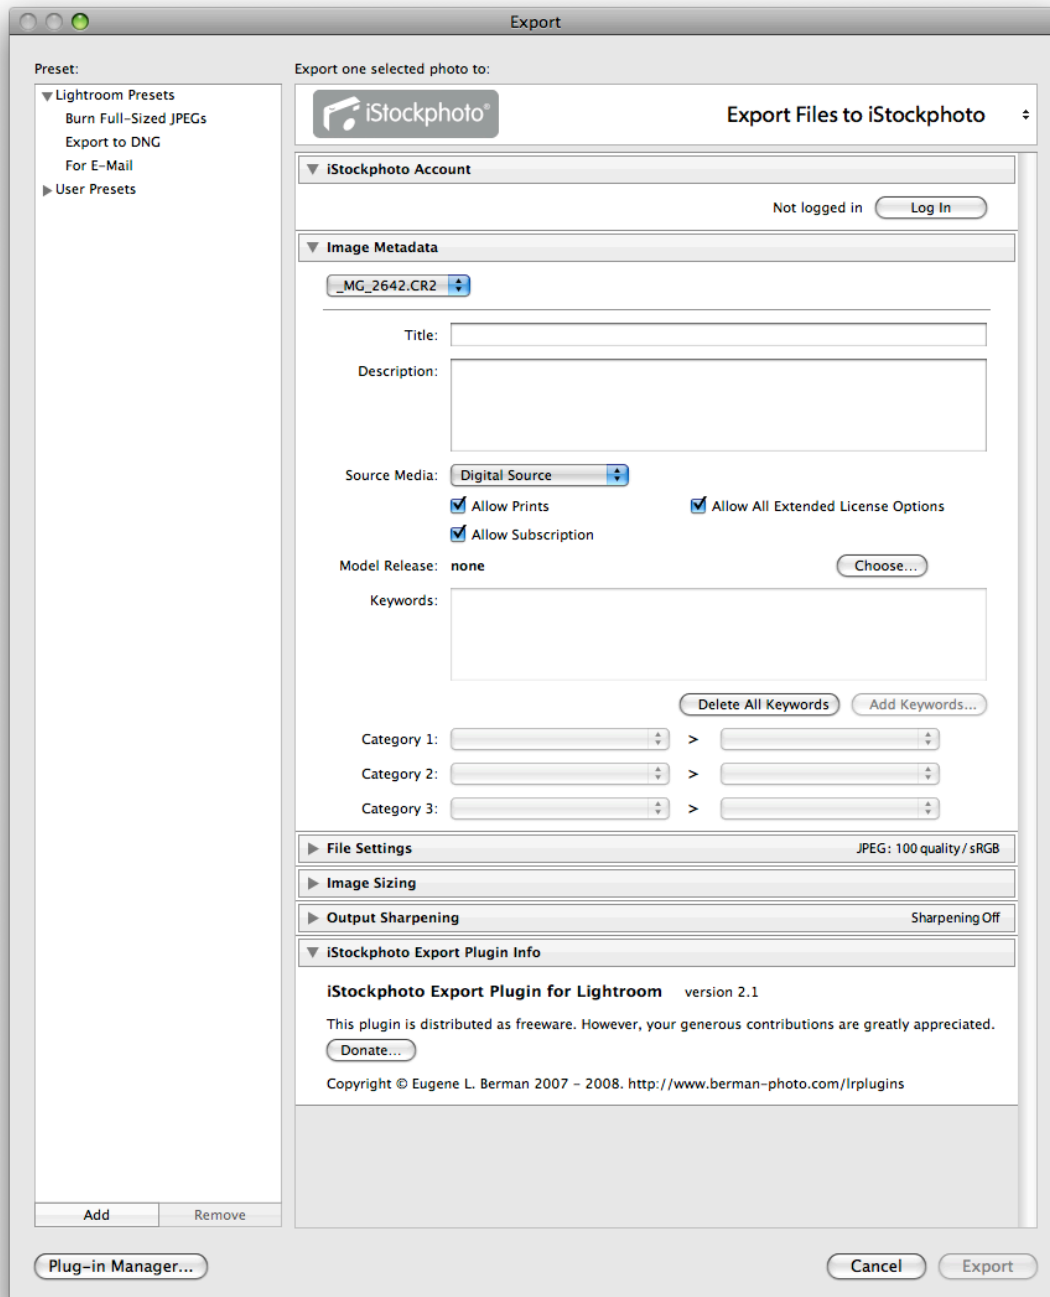 Export
Preset:
Lightroom Presets
Burn Full-Sized JPEGs
Export to DNG
For E-Mail
User Presets
Add
Remove
Export one selected photo to:
iStockphoto®
Export Files to iStockphoto
iStockphoto Account
Not logged in
Log In
Image Metadata
_MG_2642.CR2
Title:
Description:
Source Media:
Digital Source
Allow Prints
Allow All Extended License Options
Allow Subscription
Model Release: none
Choose...
Keywords:
Delete All Keywords
Add Keywords...
Category 1: >
Category 2: >
Category 3: >
File Settings
JPEG: 100 quality / sRGB
Image Sizing
Output Sharpening
Sharpening Off
iStockphoto Export Plugin Info
iStockphoto Export Plugin for Lightroom version 2.1
This plugin is distributed as freeware. However, your generous contributions are greatly appreciated.
Donate...
Copyright © Eugene L. Berman 2007 - 2008. http://www.berman-photo.com/lrplugins
Plug-in Manager...
Cancel
Export